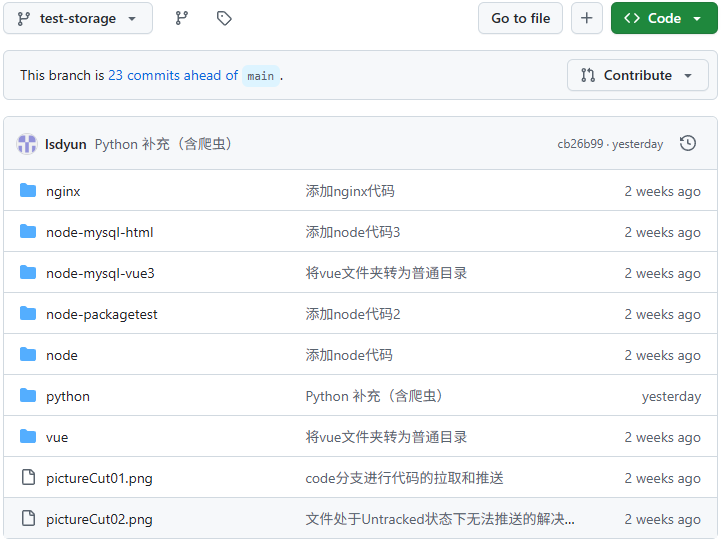 test-storage Go to file Code
This branch is 23 commits ahead of main .
Contribute
lsdyun Python 补充（含爬虫） cb26b99 · yesterday
nginx 添加nginx代码 2 weeks ago
node-mysql-html 添加node代码3 2 weeks ago
node-mysql-vue3 将vue文件夹转为普通目录 2 weeks ago
node-packagetest 添加node代码2 2 weeks ago
node 添加node代码 2 weeks ago
python Python 补充（含爬虫） yesterday
vue 将vue文件夹转为普通目录 2 weeks ago
pictureCut01.png code分支进行代码的拉取和推送 2 weeks ago
pictureCut02.png 文件处于Untracked状态下无法推送的解决... 2 weeks ago